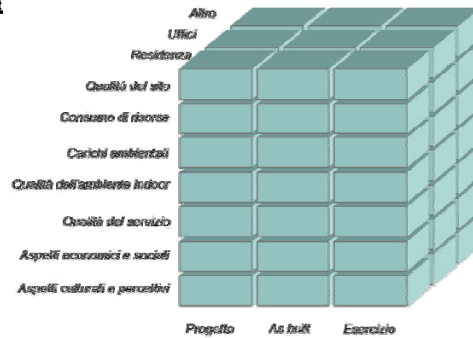 Altro
Uffici
Residenza
Qualità del sito
Consumo di risorse
Carichi ambientali
Qualità dell'ambiente indoor
Qualità del servizio
Aspetti economici e sociali
Aspetti culturali e percettivi
Progetto As built Esercizio